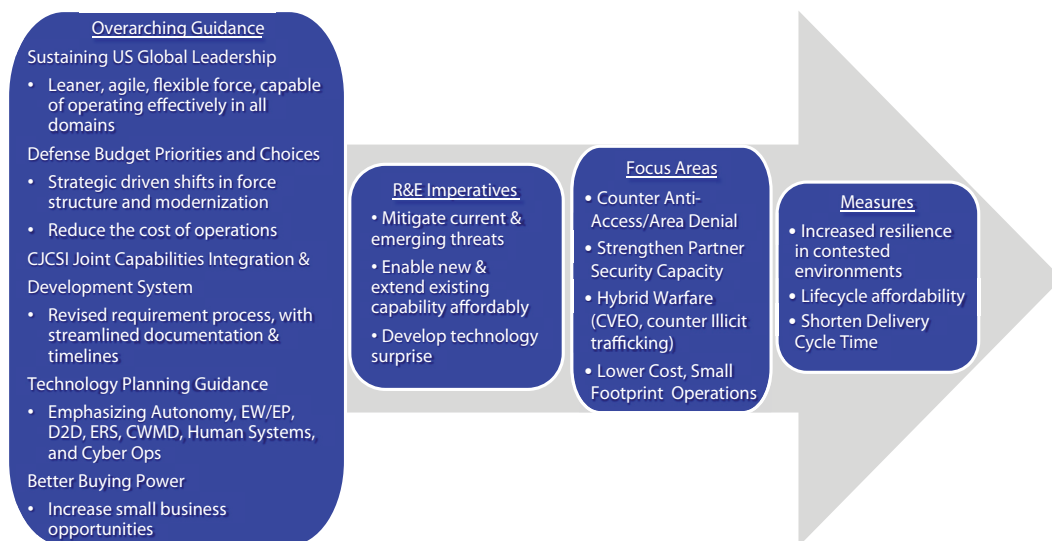 Overarching Guidance
Sustaining US Global Leadership
• Leaner, agile, flexible force, capable
of operating effectively in all
domains
Defense Budget Priorities and Choices
• Strategic driven shifts in force
structure and modernization
• Reduce the cost of operations
CJCSI Joint Capabilities Integration &
Development System
• Revised requirement process, with
streamlined documentation &
timelines
Technology Planning Guidance
• Emphasizing Autonomy, EW/EP,
D2D, ERS, CWMD, Human Systems,
and Cyber Ops
Better Buying Power
• Increase small business
opportunities
R&E Imperatives
• Mitigate current &
emerging threats
• Enable new &
extend existing
capability affordably
• Develop technology
surprise
Focus Areas
• Counter Anti-
Access/Area Denial
• Strengthen Partner
Security Capacity
• Hybrid Warfare
(CVEO, counter Illicit
trafficking)
• Lower Cost, Small
Footprint Operations
Measures
• Increased resilience
in contested
environments
• Lifecycle affordability
• Shorten Delivery
Cycle Time